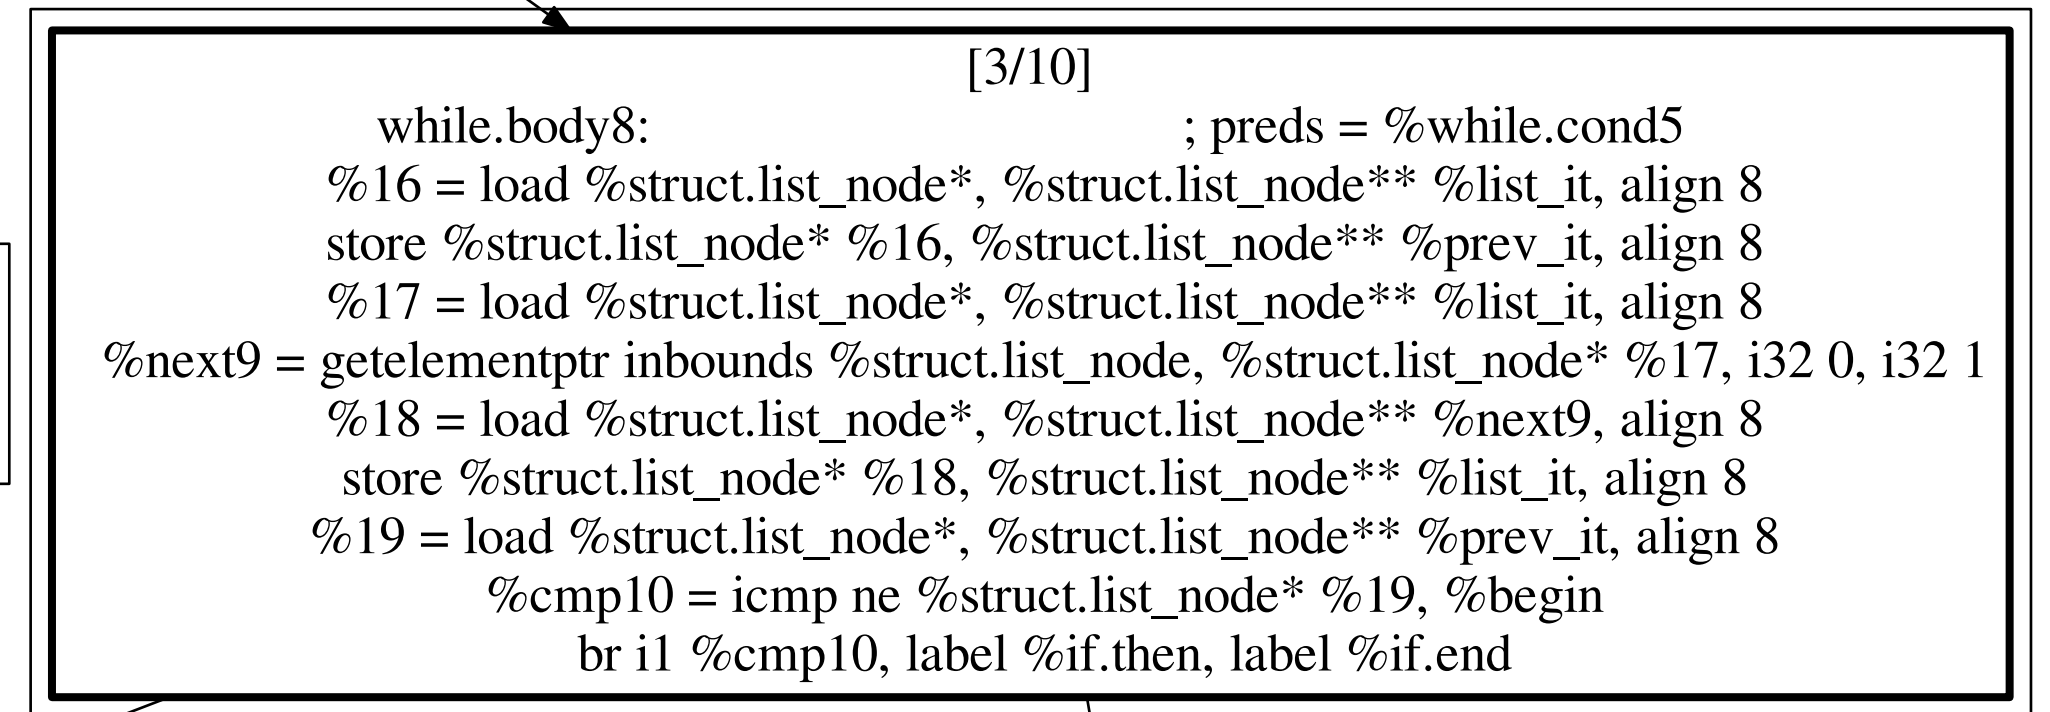 [3/10]
while.body8: ; preds = %while.cond5
%16 = load %struct.list_node*, %struct.list_node** %list_it, align 8
store %struct.list_node* %16, %struct.list_node** %prev_it, align 8
%17 = load %struct.list_node*, %struct.list_node** %list_it, align 8
%next9 = getelementptr inbounds %struct.list_node, %struct.list_node* %17, i32 0, i32 1
%18 = load %struct.list_node*, %struct.list_node** %next9, align 8
store %struct.list_node* %18, %struct.list_node** %list_it, align 8
%19 = load %struct.list_node*, %struct.list_node** %prev_it, align 8
%cmp10 = icmp ne %struct.list_node* %19, %begin
br i1 %cmp10, label %if.then, label %if.end